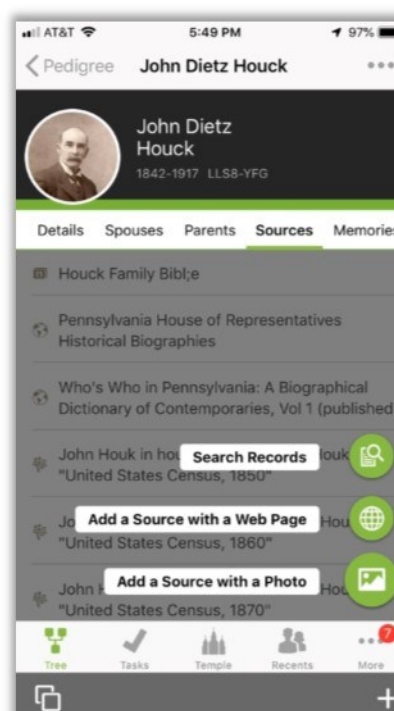 AT&T 5:49 PM 97%
Pedigree John Dietz Houck
John Dietz
Houck
1842-1917 LLS8-YFG
Details Spouses Parents Sources Memories
Houck Family Bibl;e
Pennsylvania House of Representatives
Historical Biographies
Who's Who in Pennsylvania: A Biographical
Dictionary of Contemporaries, Vol 1 (published
John Houk in
Search Records
"United States Census, 1850"
Add a Source with a Web Page
"United States Census, 1860"
Add a Source with a Photo
John
"United States Census, 1870"
7
Tree Tasks Temple Recents More